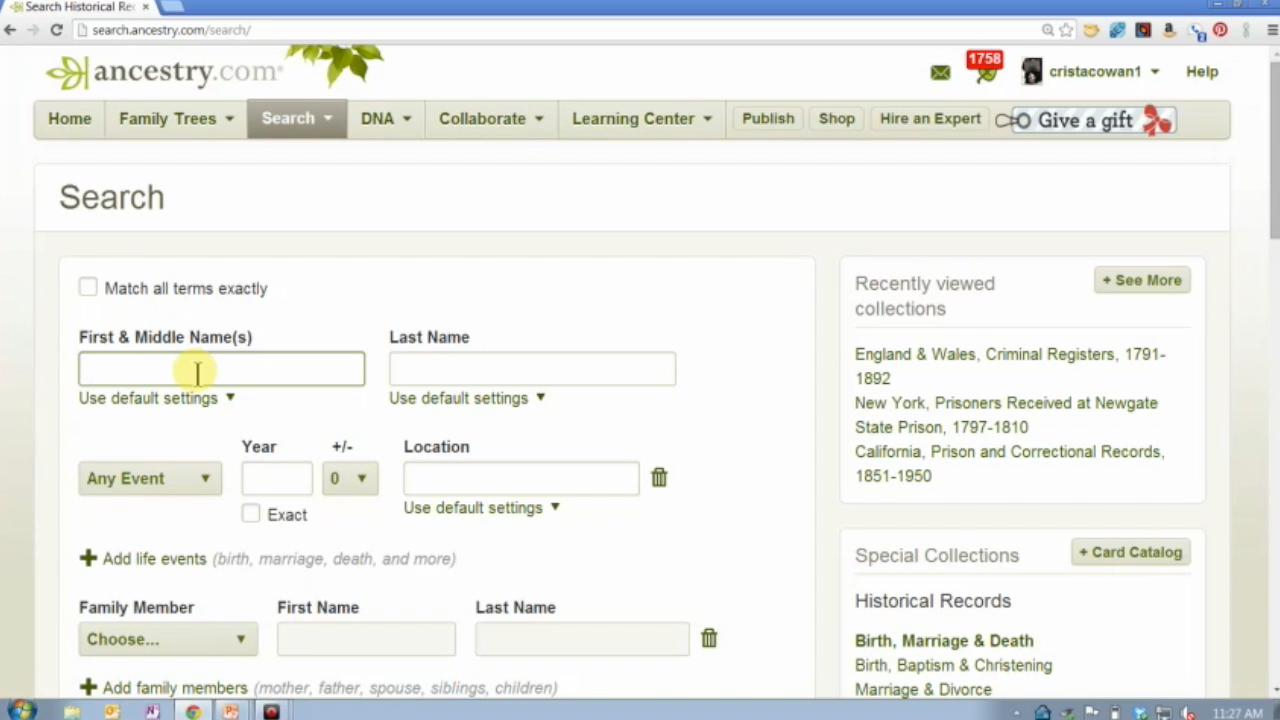 Search Historical Rec
search.ancestry.com/search/
ancestry.com
1758
cristacowan1
Help
Home
Family Trees
Search
DNA
Collaborate
Learning Center
Publish
Shop
Hire an Expert
Give a gift
Search
Match all terms exactly
First & Middle Name(s)
Last Name
Use default settings
Use default settings
Year
+/-
Location
Any Event
0
Exact
Use default settings
Add life events (birth, marriage, death, and more)
Family Member
First Name
Last Name
Choose...
Add family members (mother, father, spouse, siblings, children)
Recently viewed
collections
+ See More
England & Wales, Criminal Registers, 1791-
1892
New York, Prisoners Received at Newgate
State Prison, 1797-1810
California, Prison and Correctional Records,
1851-1950
Special Collections
+ Card Catalog
Historical Records
Birth, Marriage & Death
Birth, Baptism & Christening
Marriage & Divorce
11:27 AM